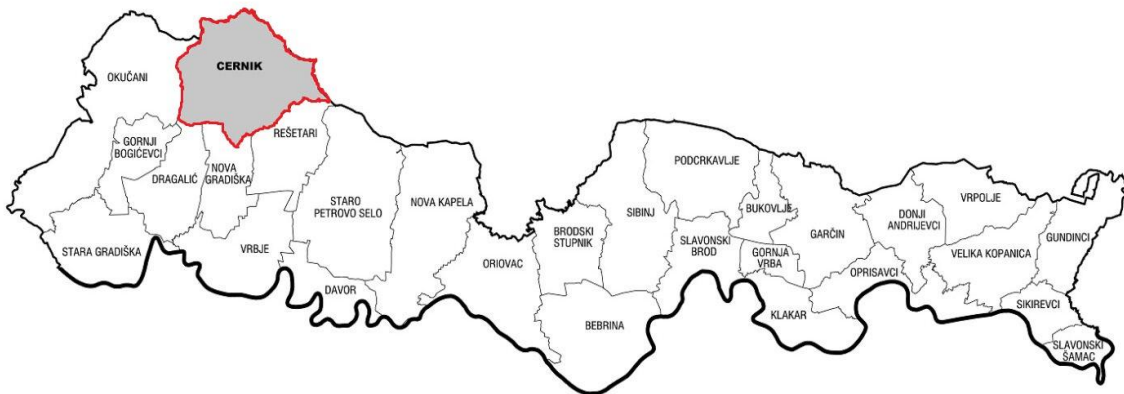 CERNIK
OKUČANI
REŠETARI
GORNJI
BOGIĆEVCI
DRAGALIĆ
NOVA
GRADIŠKA
STARO
PETROVO SELO
NOVA KAPELA
STARA GRADIŠKA
VRBJE
DAVOR
ORIOVAC
BRODSKI
STUPNIK
SIBINJ
BEBRINA
PODCRKAVLJE
SLAVONSKI
BROD
BUKOVLJE
GORNJA
VRBA
KLAKAR
GARČIN
OPRISAVCI
DONJI
ANDRIJEVCI
VRPOLJE
VELIKA KOPANICA
GUNDINCI
SIKIREVCI
SLAVONSKI
ŠAMAC